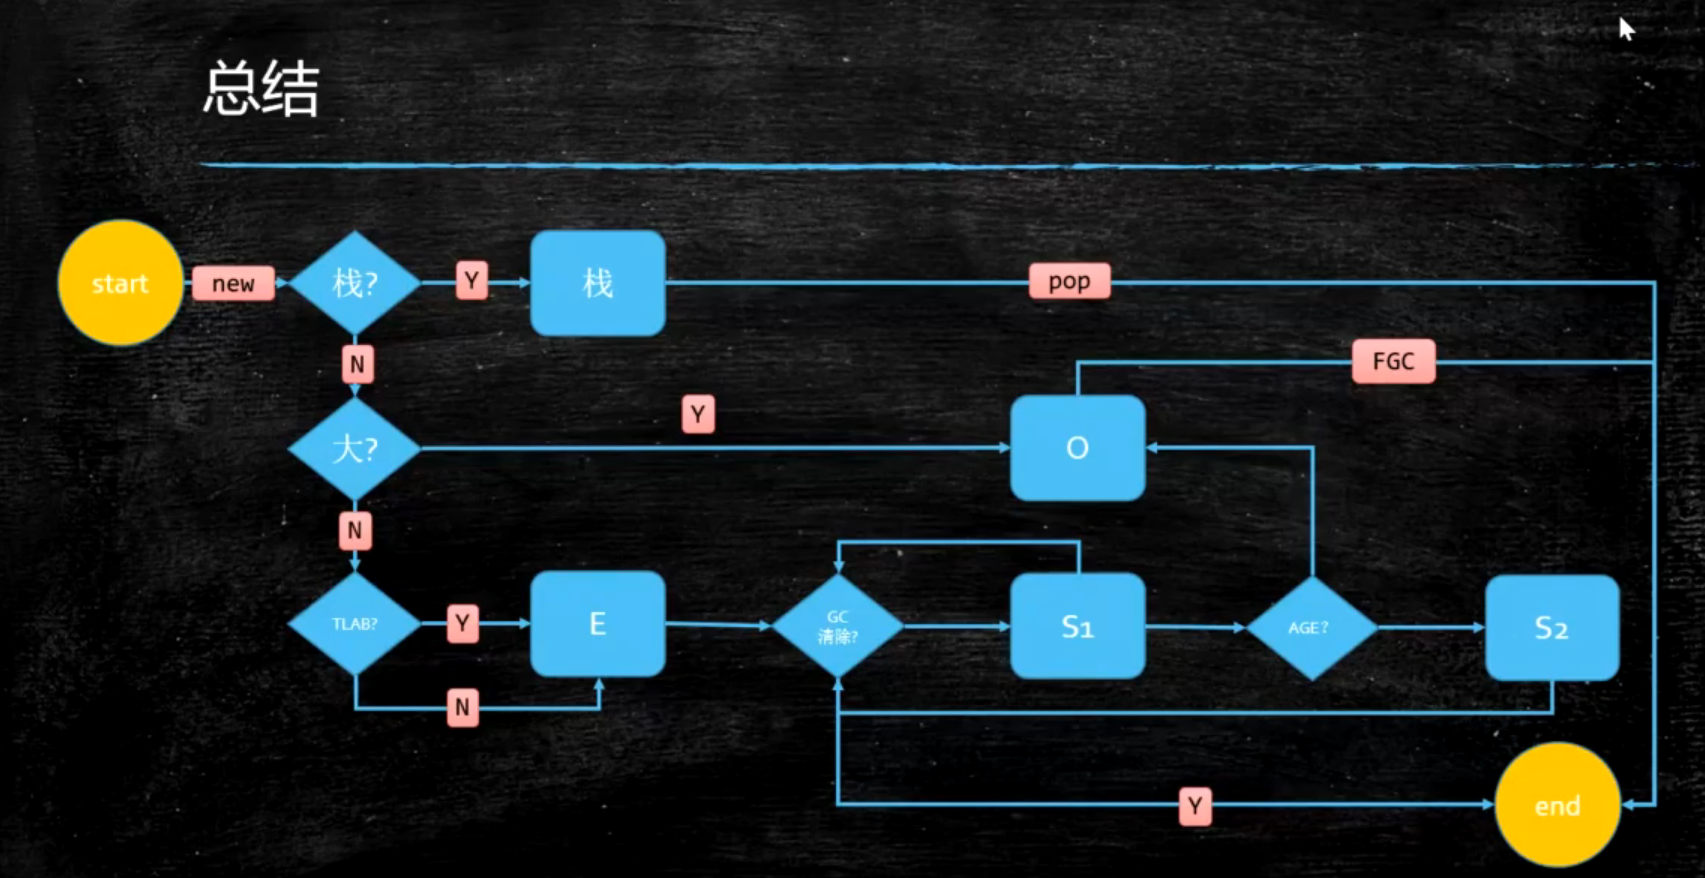 总结
start
new
栈?
Y
栈
pop
N
FGC
Y
大?
O
N
TLAB?
Y
E
GC
清除?
S1
AGE?
S2
N
Y
end